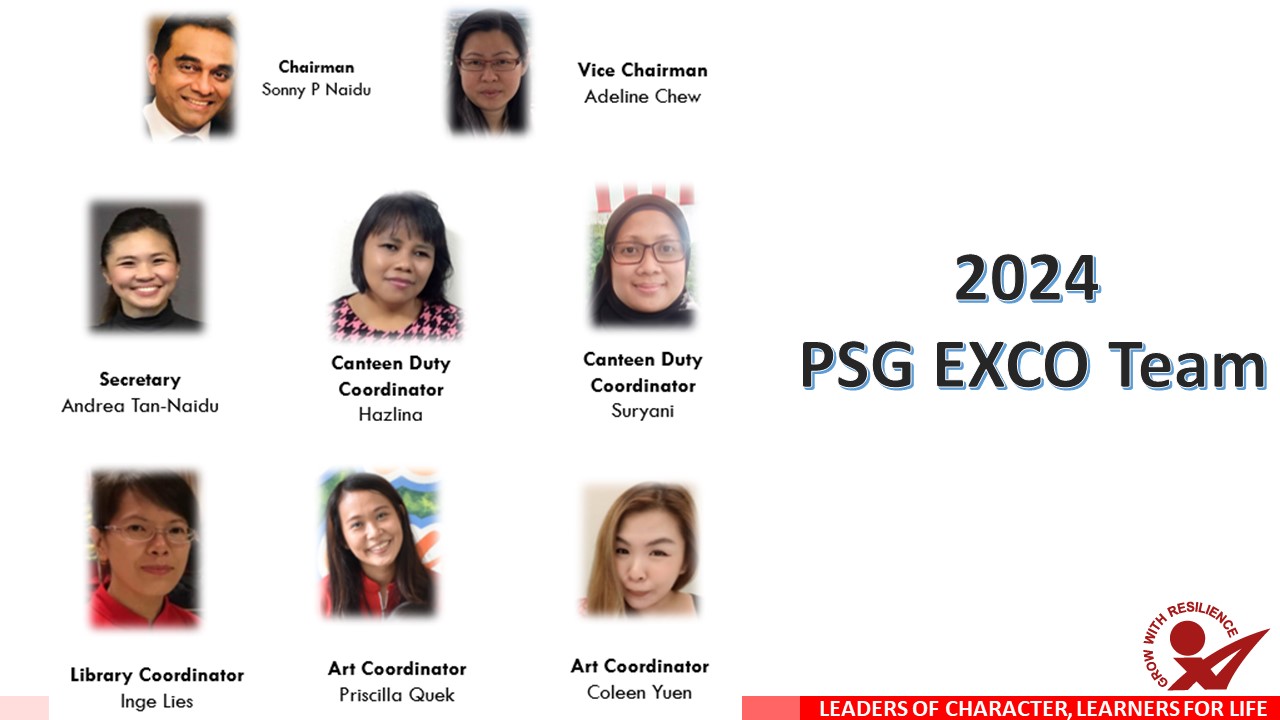 Chairman
Sonny P Naidu
Vice Chairman
Adeline Chew
Secretary
Andrea Tan-Naidu
Canteen Duty
Coordinator
Hazlina
Canteen Duty
Coordinator
Suryani
Library Coordinator
Inge Lies
Art Coordinator
Priscilla Quek
Art Coordinator
Coleen Yuen
2024
PSG EXCO Team
GROW WITH RESILIENCE
LEADERS OF CHARACTER, LEARNERS FOR LIFE